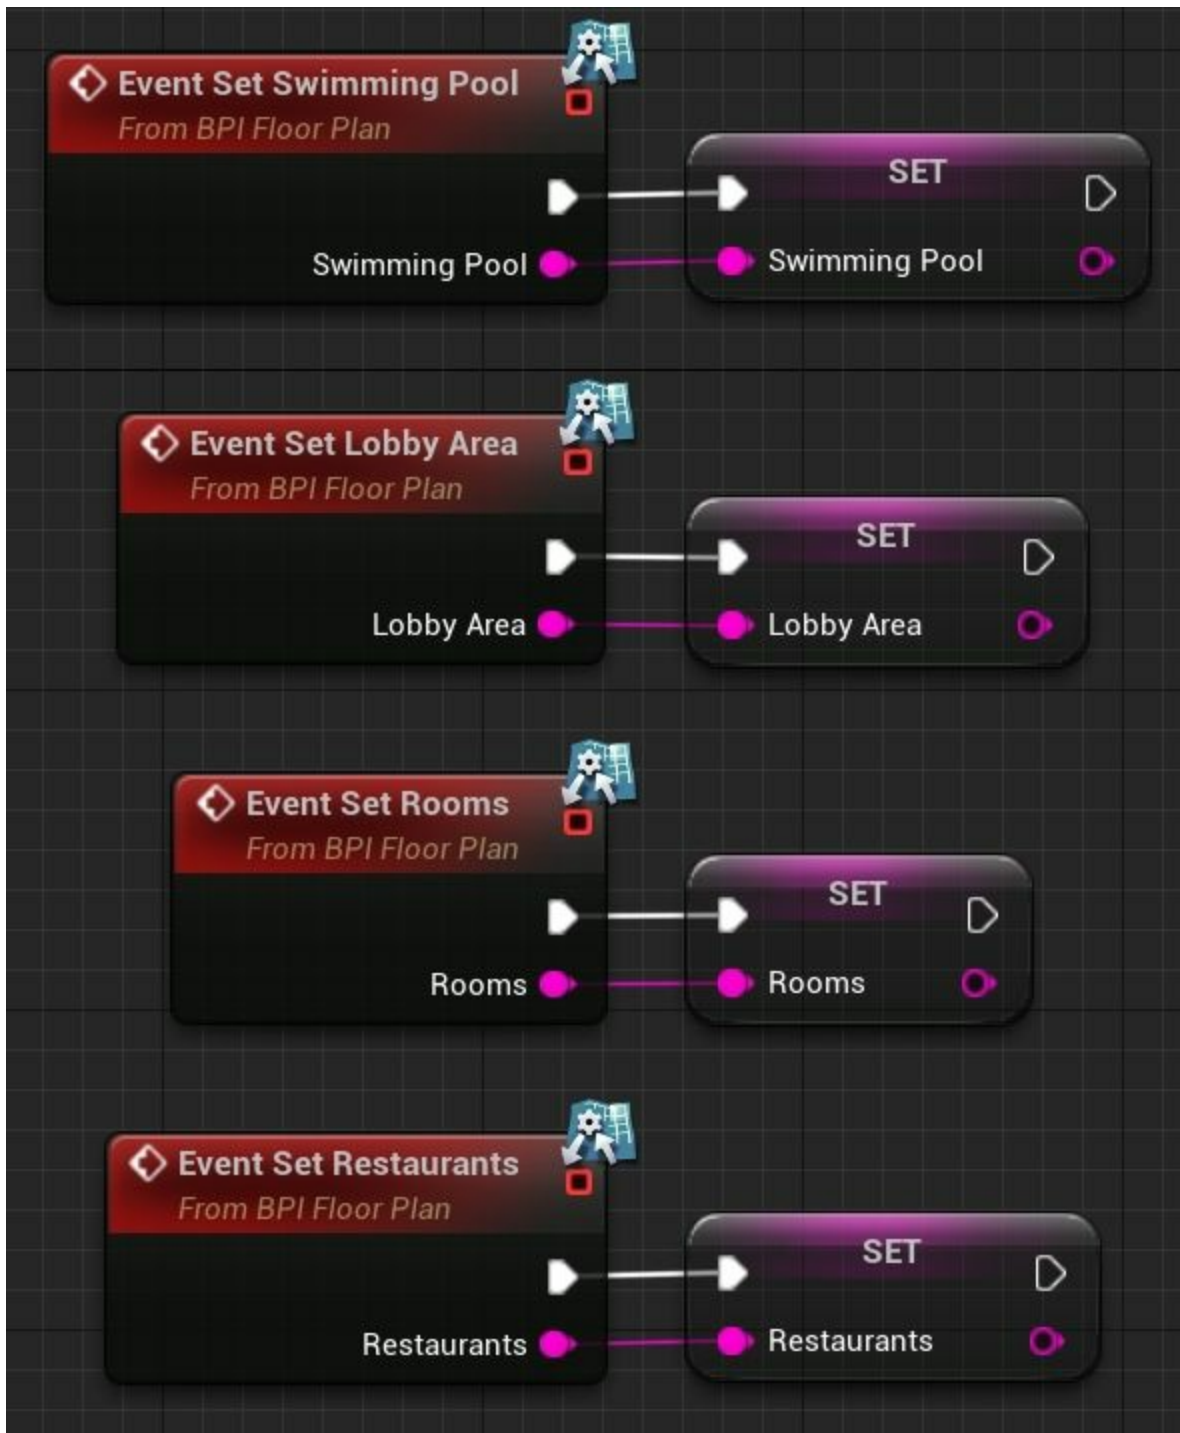 Event Set Swimming Pool
From BPI Floor Plan
SET
Swimming Pool
Swimming Pool
Event Set Lobby Area
From BPI Floor Plan
SET
Lobby Area
Lobby Area
Event Set Rooms
From BPI Floor Plan
SET
Rooms
Rooms
Event Set Restaurants
From BPI Floor Plan
SET
Restaurants
Restaurants